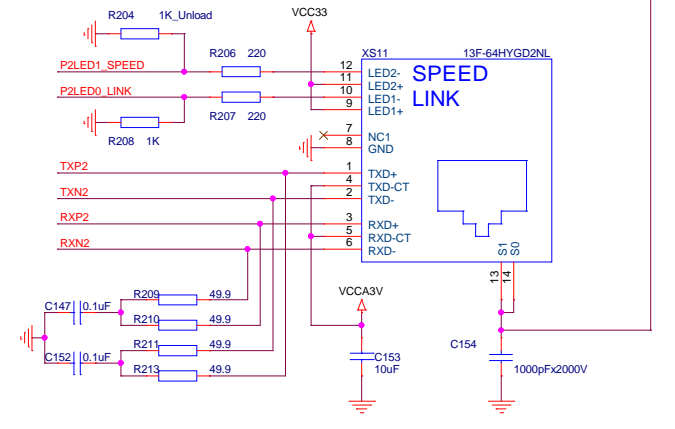 R204 1K_Unload
VCC33
P2LED1_SPEED
R206 220
XS11 13F-64HYGD2NL
12 LED2- SPEED
11 LED2+
P2LED0_LINK
10 LED1- LINK
9 LED1+
R207 220
R208 1K
7 NC1
8 GND
TXP2
1 TXD+
4 TXD-CT
TXN2
2 TXD-
RXP2
3 RXD+
5 RXD-CT
RXN2
6 RXD-
S1 S0
13 14
VCCA3V
R209 49.9
C147 0.1uF
R210 49.9
R211 49.9
C152 0.1uF
R213 49.9
C153
10uF
C154
1000pFx2000V